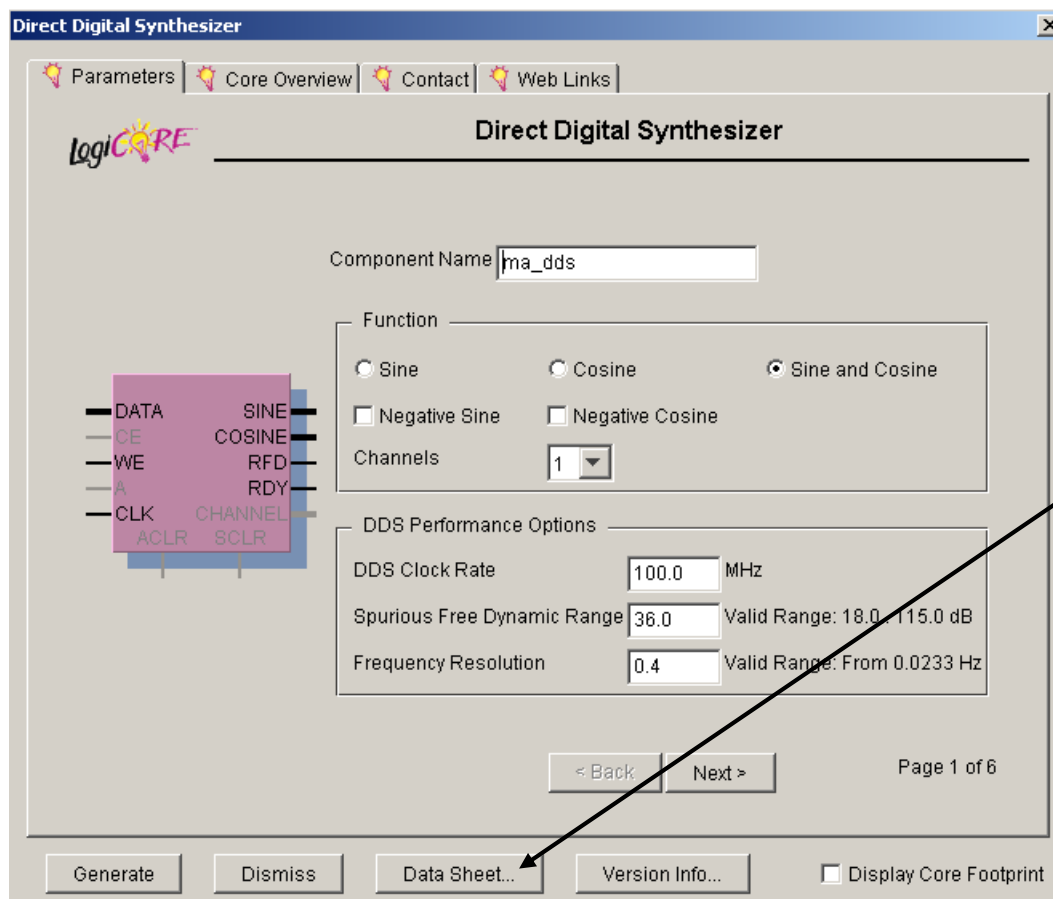 Direct Digital Synthesizer
Parameters Core Overview Contact Web Links
LogiCORE
Direct Digital Synthesizer
Component Name ma_dds
Function
Sine Cosine Sine and Cosine
Negative Sine Negative Cosine
Channels 1
DATA SINE
CE COSINE
WE RFD
A RDY
CLK CHANNEL
ACLR SCLR
DDS Performance Options
DDS Clock Rate 100.0 MHz
Spurious Free Dynamic Range 36.0 Valid Range: 18.0..115.0 dB
Frequency Resolution 0.4 Valid Range: From 0.0233 Hz
< Back Next > Page 1 of 6
Generate Dismiss Data Sheet... Version Info... Display Core Footprint